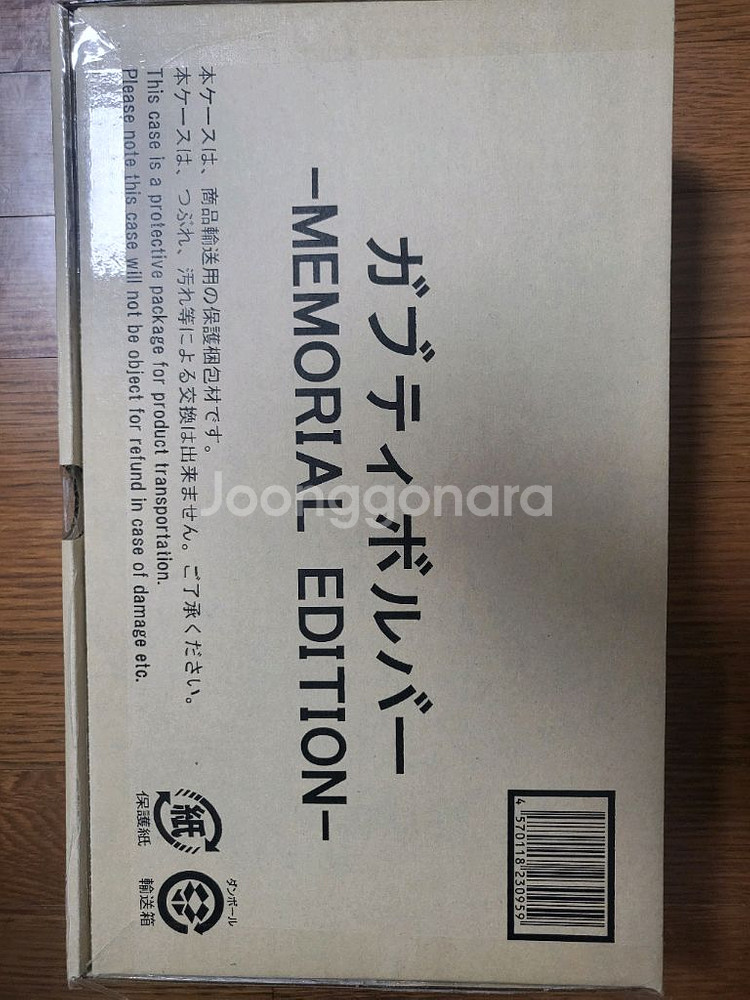 ガブティボルバー
-MEMORIAL EDITION-
本ケースは、商品輸送用の保護梱包材です。
本ケースは、つぶれ、汚れ等による交換は出来ません。ご了承ください。
This case is a protective package for product transportation.
Please note this case will not be object for refund in case of damage etc.
紙
保護紙
ダンボール
輸送箱
4 570118 230959
Joonggonara